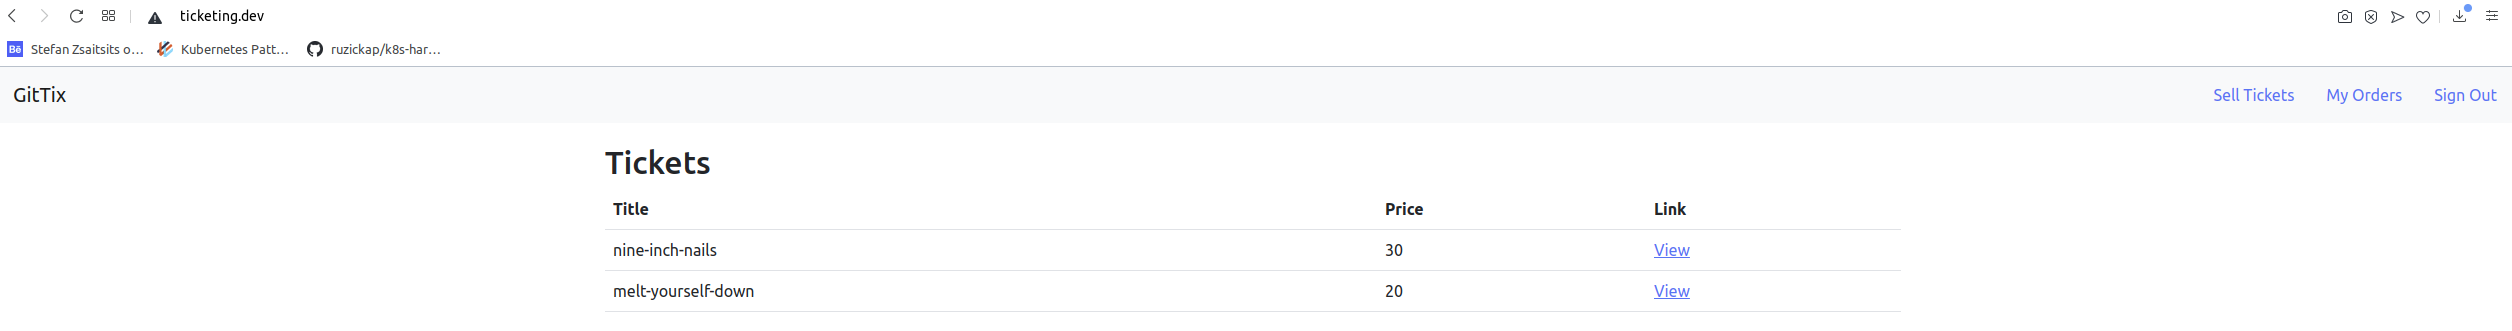 ticketing.dev
Bē Stefan Zsaitsits o... Kubernetes Patt... ruzickap/k8s-har...
GitTix Sell Tickets My Orders Sign Out
Tickets
Title Price Link
nine-inch-nails 30 View
melt-yourself-down 20 View